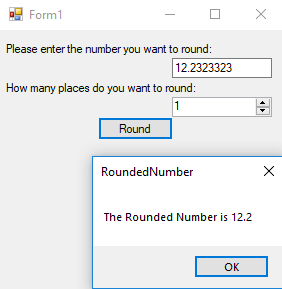 Form1
Please enter the number you want to round:
12.2323323
How many places do you want to round:
1
Round
RoundedNumber
The Rounded Number is 12.2
OK